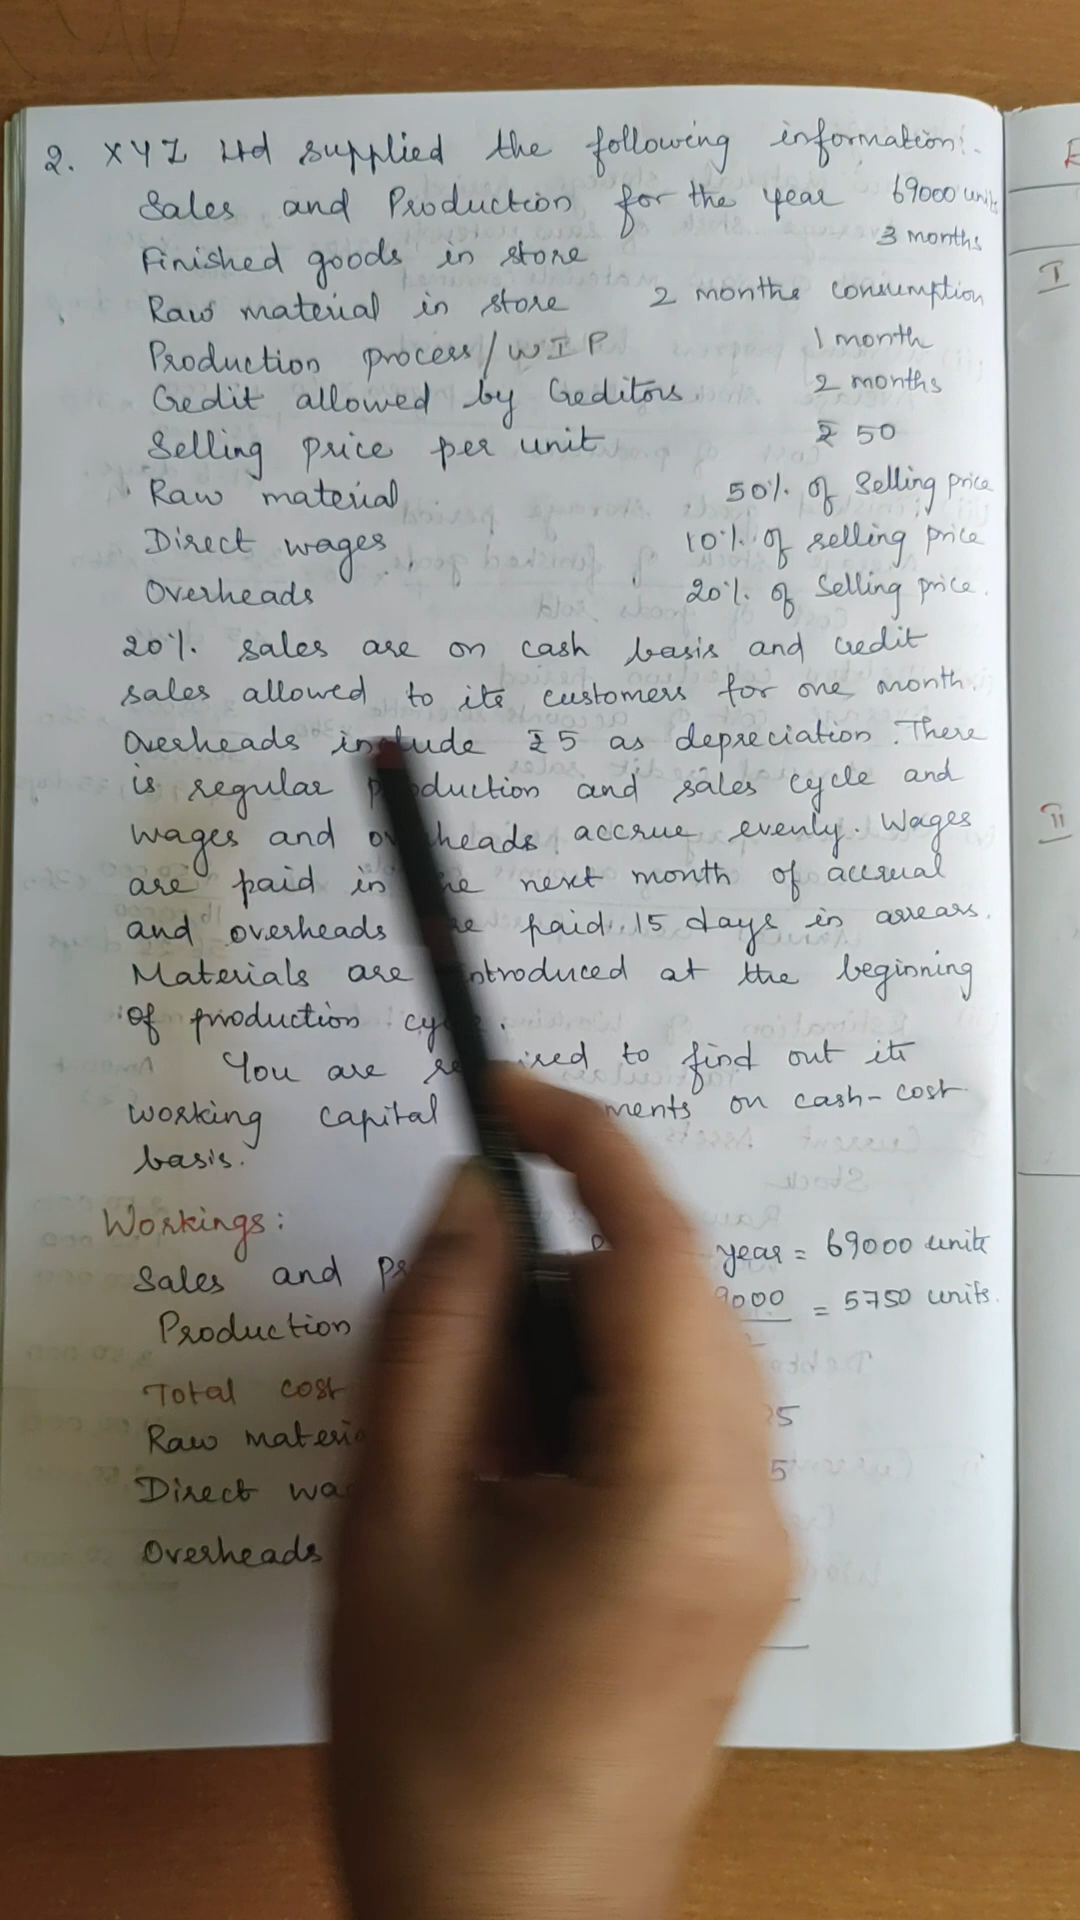 2. XYZ Ltd supplied the following information:-
Sales and Production for the year 69000 units
Finished goods in store 3 months
Raw material in store 2 months consumption
Production process/WIP 1 month
Credit allowed by Creditors 2 months
Selling price per unit ₹ 50
Raw material 50% of Selling price
Direct wages 10% of selling price
Overheads 20% of Selling price.
20% sales are on cash basis and credit
sales allowed to its customers for one month.
Overheads include ₹5 as depreciation. There
is regular production and sales cycle and
wages and overheads accrue evenly. Wages
are paid in the next month of accrual
and overheads are paid 15 days in arrears.
Materials are introduced at the beginning
of production cycle.
You are required to find out its
working capital on cash-cost
basis.
Workings:
Sales and year = 69000 units
Production = 5750 units.
Total cost
Raw
Direct
Overheads